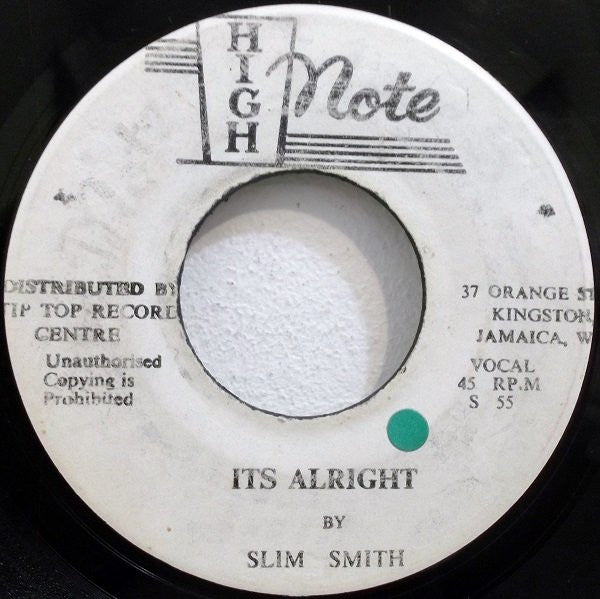 HIGH note
DISTRIBUTED BY
TIP TOP RECORD
CENTRE
Unauthorised
Copying is
Prohibited
37 ORANGE ST
KINGSTON,
JAMAICA, W
VOCAL
45 RP.M
S 55
ITS ALRIGHT
BY
SLIM SMITH